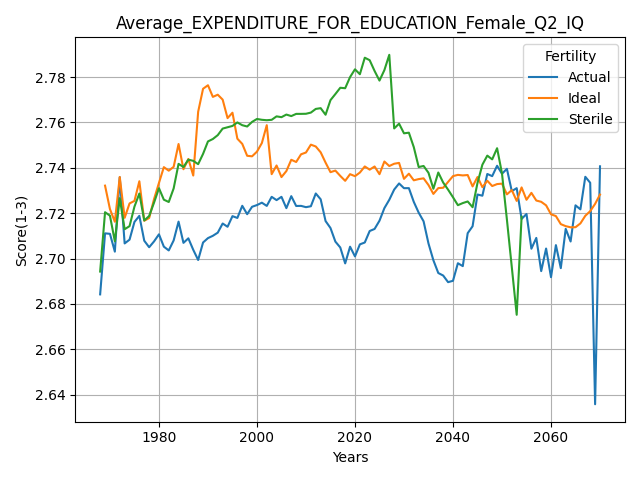 Average_EXPENDITURE_FOR_EDUCATION_Female_Q2_IQ
Fertility
Actual
Ideal
Sterile
Score(1-3)
2.78
2.76
2.74
2.72
2.70
2.68
2.66
2.64
1980 2000 2020 2040 2060
Years